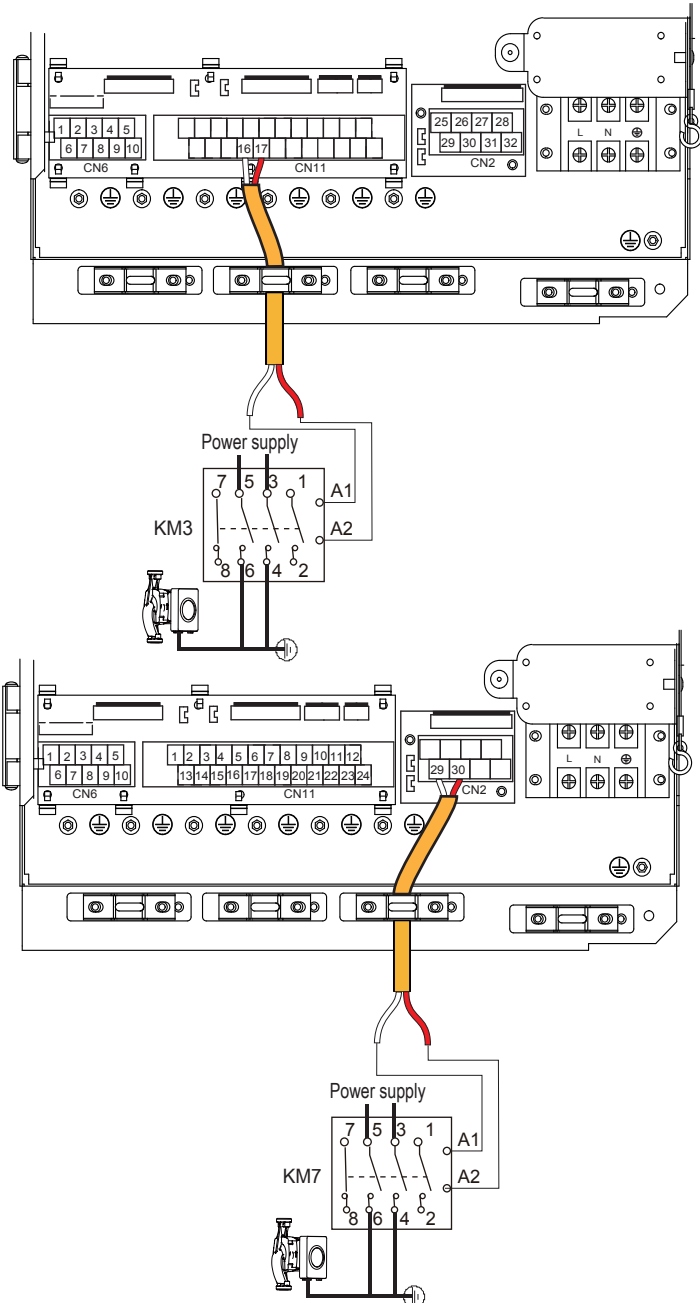 25 26 27 28
1 2 3 4 5
L N
6 7 8 9 10
16 17
29 30 31 32
CN6
CN11
CN2
Power supply
7 5 3 1
A1
KM3
A2
8 6 4 2
L N
1 2 3 4 5
1 2 3 4 5 6 7 8 9 10 11 12
6 7 8 9 10
13 14 15 16 17 18 19 20 21 22 23 24
29 30
CN6
CN11
CN2
Power supply
7 5 3 1
A1
KM7
A2
8 6 4 2